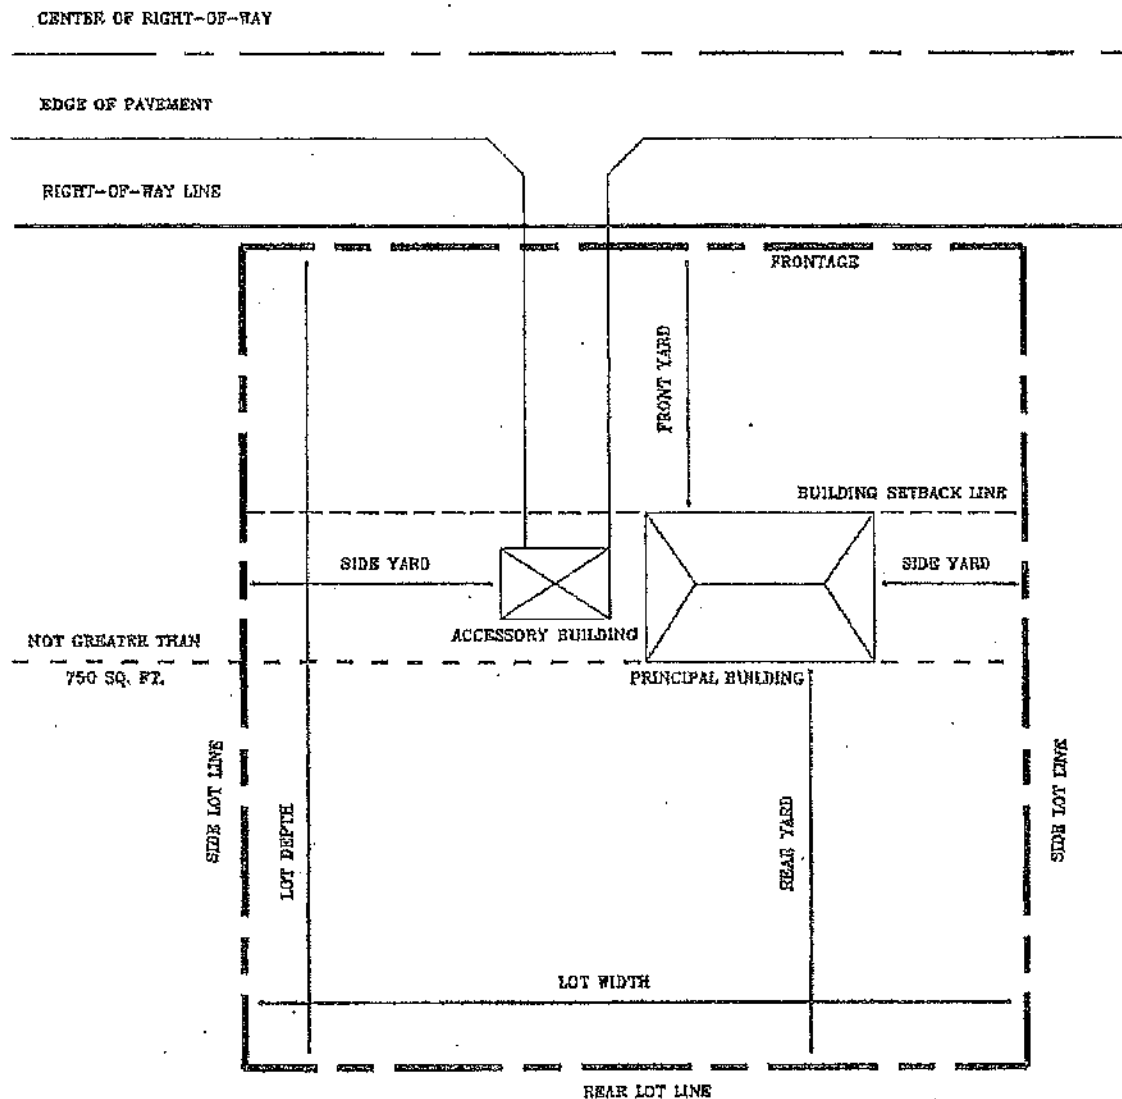 CENTER OF RIGHT-OF-WAY
EDGE OF PAVEMENT
RIGHT-OF-WAY LINE
FRONTAGE
FRONT YARD
BUILDING SETBACK LINE
SIDE YARD
SIDE YARD
ACCESSORY BUILDING
NOT GREATER THAN
750 SQ. FT.
PRINCIPAL BUILDING
SIDE LOT LINE
LOT DEPTH
REAR YARD
SIDE LOT LINE
LOT WIDTH
REAR LOT LINE